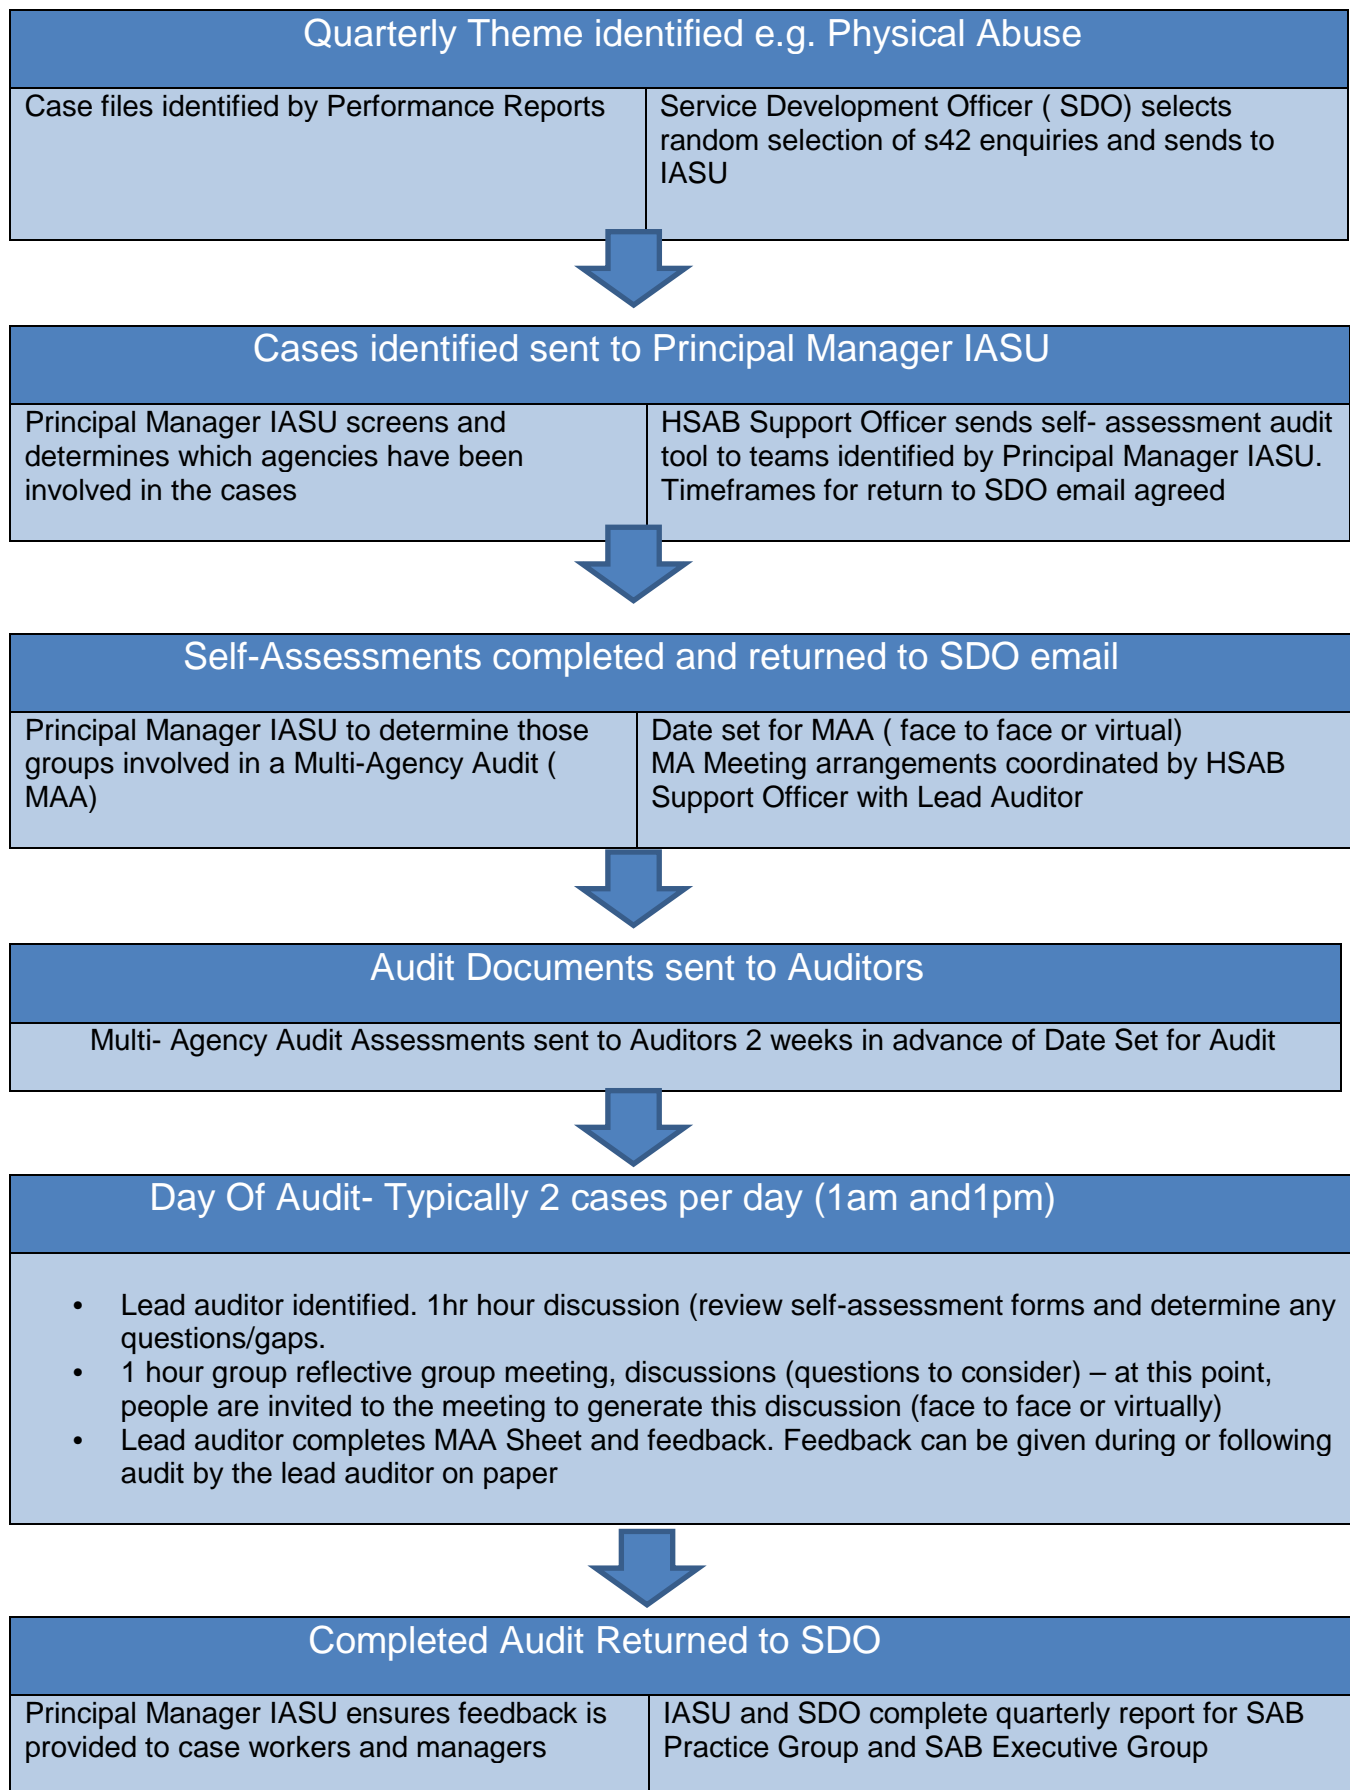 Quarterly Theme identified e.g. Physical Abuse
Case files identified by Performance Reports
Service Development Officer ( SDO) selects
random selection of s42 enquiries and sends to
IASU
Cases identified sent to Principal Manager IASU
Principal Manager IASU screens and
determines which agencies have been
involved in the cases
HSAB Support Officer sends self- assessment audit
tool to teams identified by Principal Manager IASU.
Timeframes for return to SDO email agreed
Self-Assessments completed and returned to SDO email
Principal Manager IASU to determine those
groups involved in a Multi-Agency Audit (
MAA)
Date set for MAA ( face to face or virtual)
MA Meeting arrangements coordinated by HSAB
Support Officer with Lead Auditor
Audit Documents sent to Auditors
Multi- Agency Audit Assessments sent to Auditors 2 weeks in advance of Date Set for Audit
Day Of Audit- Typically 2 cases per day (1am and1pm)
• Lead auditor identified. 1hr hour discussion (review self-assessment forms and determine any
questions/gaps.
• 1 hour group reflective group meeting, discussions (questions to consider) – at this point,
people are invited to the meeting to generate this discussion (face to face or virtually)
• Lead auditor completes MAA Sheet and feedback. Feedback can be given during or following
audit by the lead auditor on paper
Completed Audit Returned to SDO
Principal Manager IASU ensures feedback is
provided to case workers and managers
IASU and SDO complete quarterly report for SAB
Practice Group and SAB Executive Group